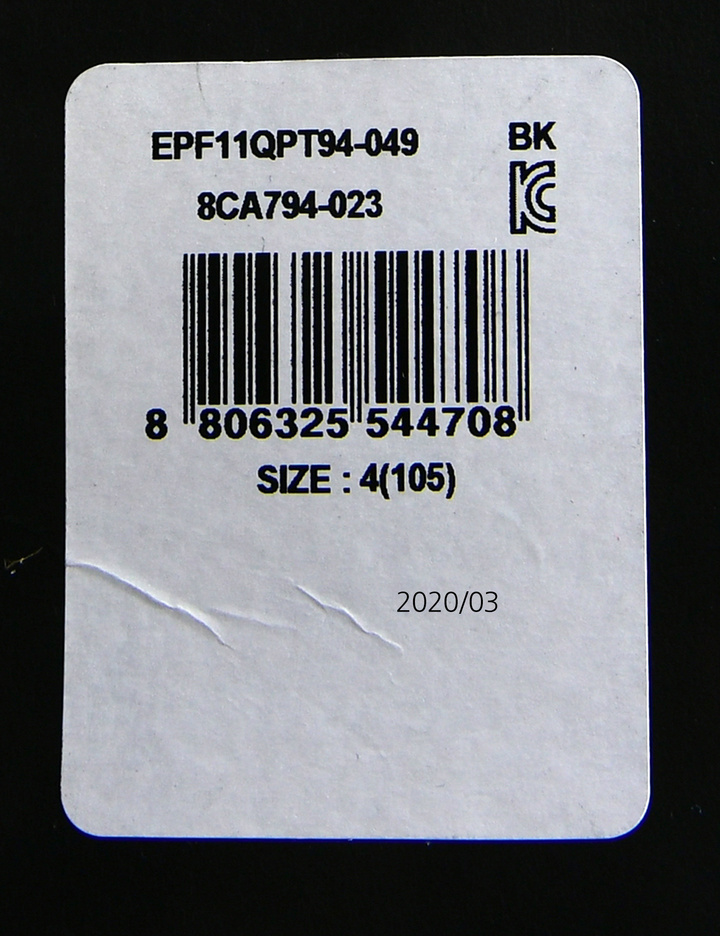 EPF11QPT94-049 BK
8CA794-023
8 806325 544708
SIZE : 4(105)
2020/03